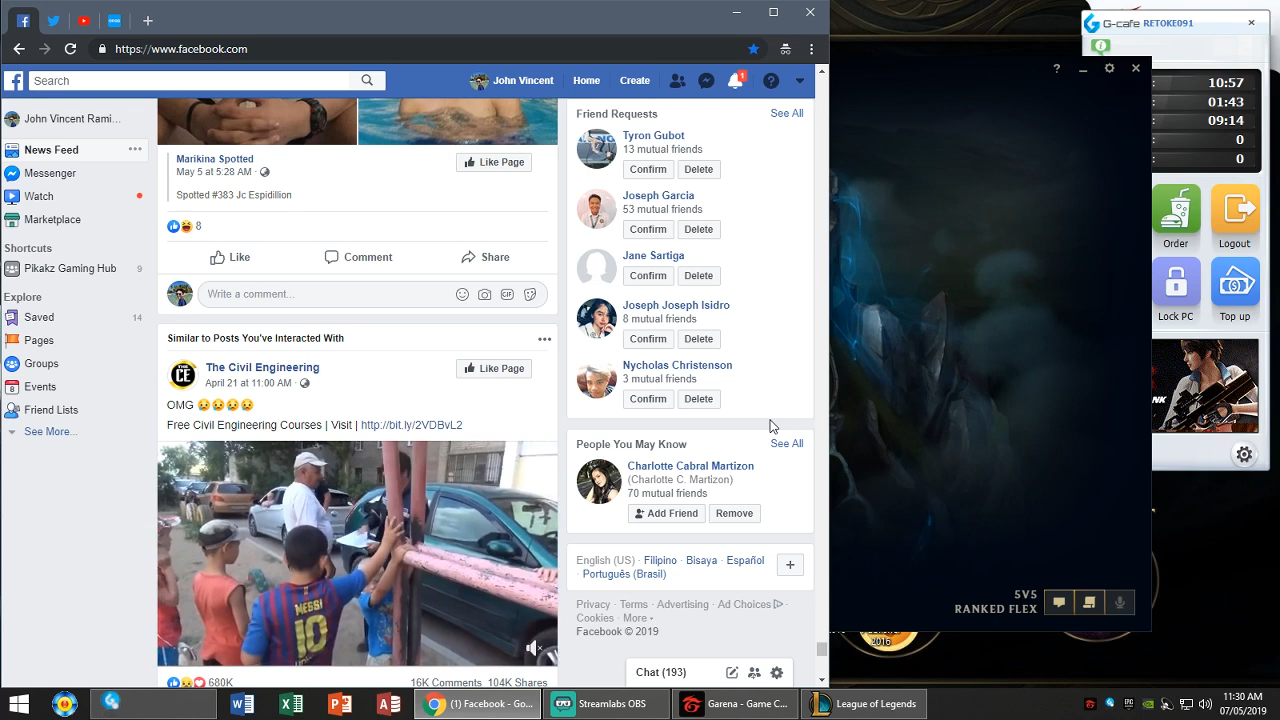 https://www.facebook.com
Search
John Vincent
Home
Create
1
John Vincent Rami...
News Feed
Messenger
Watch
Marketplace
Shortcuts
Pikakz Gaming Hub 9
Explore
Saved 14
Pages
Groups
8 Events
Friend Lists
See More...
Marikina Spotted
May 5 at 5:28 AM ·
Like Page
Spotted #383 Jc Espidillion
8
Like
Comment
Share
Write a comment...
GIF
Similar to Posts You've Interacted With
THE CE
The Civil Engineering
April 21 at 11:00 AM ·
Like Page
OMG 😥😥😥😥
Free Civil Engineering Courses | Visit | http://bit.ly/2VDBvL2
MESSI
10
680K
16K Comments 104K Shares
Friend Requests See All
Tyron Gubot
13 mutual friends
Confirm Delete
Joseph Garcia
53 mutual friends
Confirm Delete
Jane Sartiga
Confirm Delete
Joseph Joseph Isidro
8 mutual friends
Confirm Delete
Nycholas Christenson
3 mutual friends
Confirm Delete
People You May Know See All
Charlotte Cabral Martizon
(Charlotte C. Martizon)
70 mutual friends
Add Friend Remove
English (US) · Filipino · Bisaya · Español
· Português (Brasil)
Privacy · Terms · Advertising · Ad Choices ·
Cookies · More
Facebook © 2019
Chat (193)
5V5
RANKED FLEX
G-cafe RETOKE091
: 10:57
: 01:43
: 09:14
: 0
: 0
Order
Logout
Lock PC
Top up
2016
(1) Facebook - Go...
Streamlabs OBS
Garena - Game C...
League of Legends
11:30 AM
07/05/2019